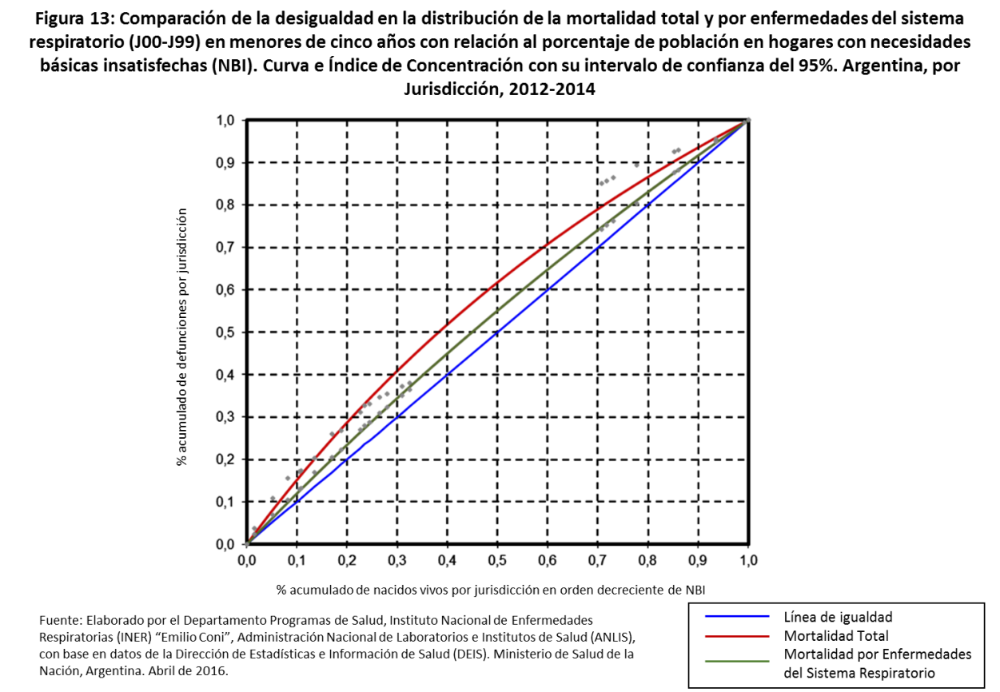 Figura 13: Comparación de la desigualdad en la distribución de la mortalidad total y por enfermedades del sistema
respiratorio (J00-J99) en menores de cinco años con relación al porcentaje de población en hogares con necesidades
básicas insatisfechas (NBI). Curva e Índice de Concentración con su intervalo de confianza del 95%. Argentina, por
Jurisdicción, 2012-2014
% acumulado de defunciones por jurisdicción
1,0
0,9
0,8
0,7
0,6
0,5
0,4
0,3
0,2
0,1
0,0
0,0 0,1 0,2 0,3 0,4 0,5 0,6 0,7 0,8 0,9 1,0
% acumulado de nacidos vivos por jurisdicción en orden decreciente de NBI
Fuente: Elaborado por el Departamento Programas de Salud, Instituto Nacional de Enfermedades
Respiratorias (INER) “Emilio Coni”, Administración Nacional de Laboratorios e Institutos de Salud (ANLIS),
con base en datos de la Dirección de Estadísticas e Información de Salud (DEIS). Ministerio de Salud de la
Nación, Argentina. Abril de 2016.
Línea de igualdad
Mortalidad Total
Mortalidad por Enfermedades
del Sistema Respiratorio